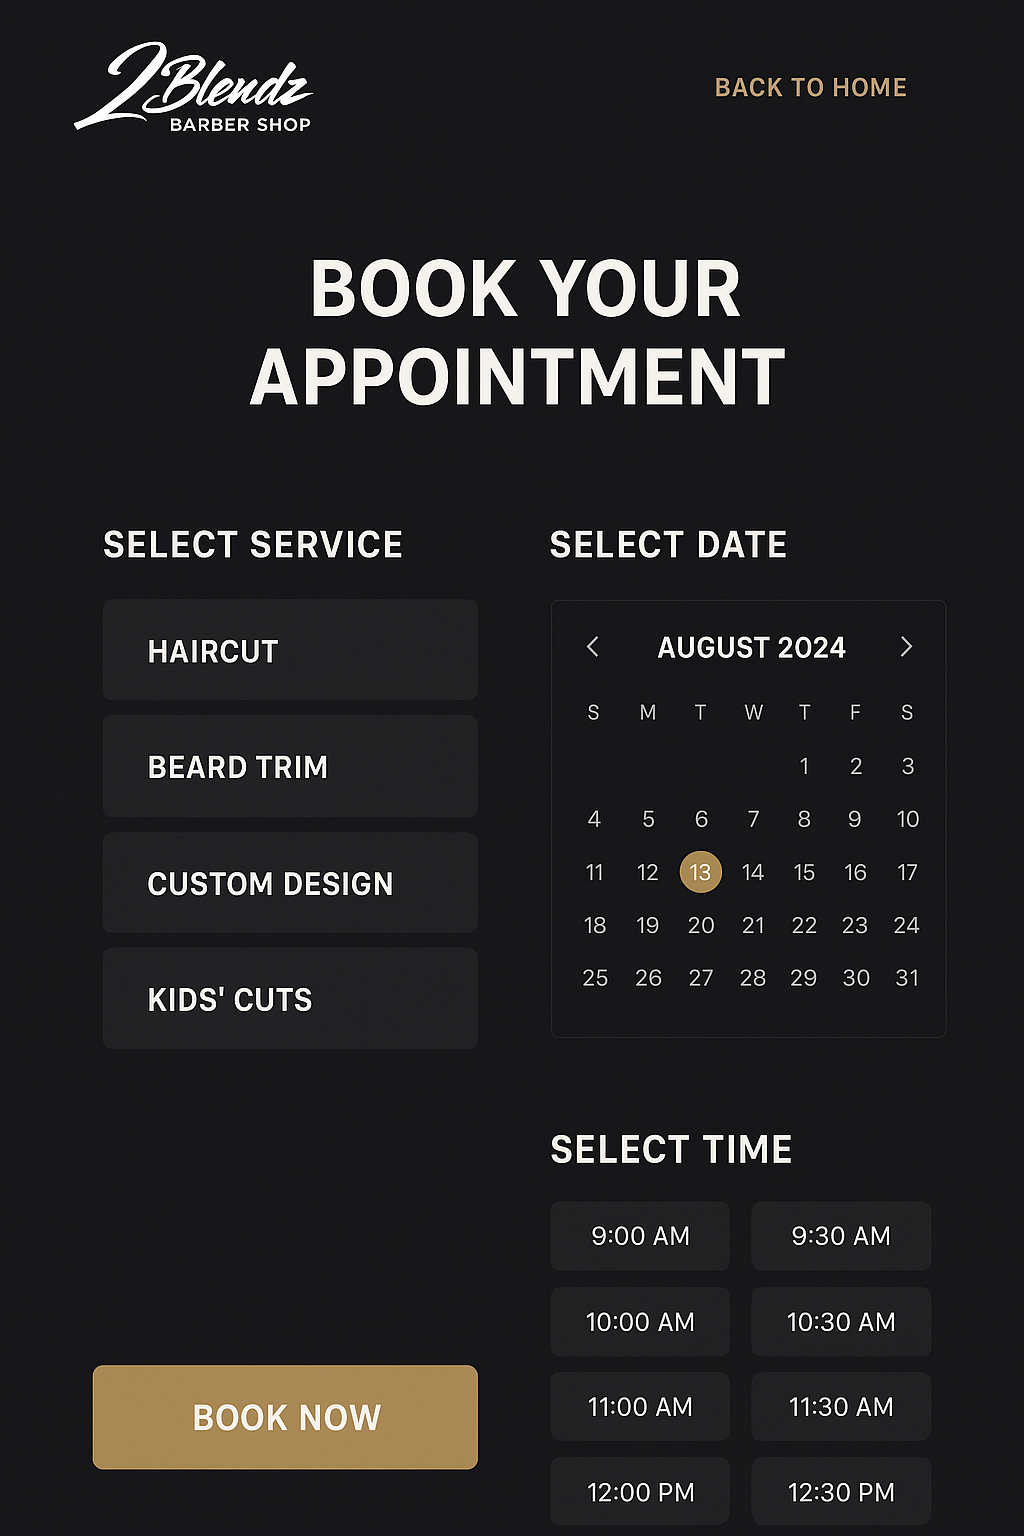 2Blendz
BARBER SHOP
BACK TO HOME
BOOK YOUR
APPOINTMENT
SELECT SERVICE
HAIRCUT
BEARD TRIM
CUSTOM DESIGN
KIDS' CUTS
BOOK NOW
SELECT DATE
AUGUST 2024
S M T W T F S
1 2 3
4 5 6 7 8 9 10
11 12 13 14 15 16 17
18 19 20 21 22 23 24
25 26 27 28 29 30 31
SELECT TIME
9:00 AM 9:30 AM
10:00 AM 10:30 AM
11:00 AM 11:30 AM
12:00 PM 12:30 PM